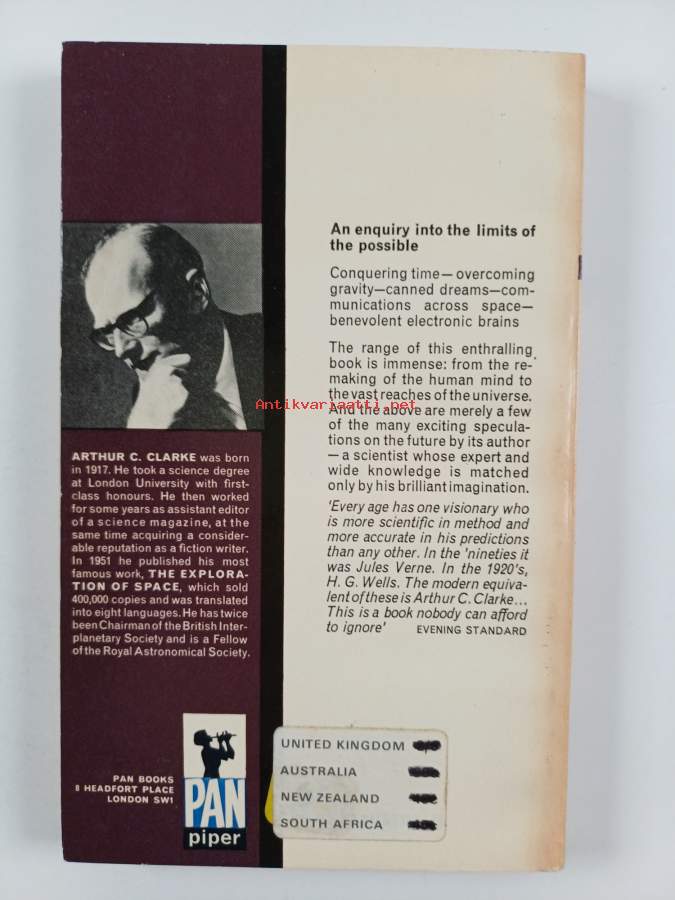 An enquiry into the limits of
the possible
Conquering time—overcoming
gravity—canned dreams—com-
munications across space—
benevolent electronic brains
The range of this enthralling
book is immense: from the re-
making of the human mind to
the vast reaches of the universe.
And the above are merely a few
of the many exciting specula-
tions on the future by its author
—a scientist whose expert and
wide knowledge is matched
only by his brilliant imagination.
'Every age has one visionary who
is more scientific in method and
more accurate in his predictions
than any other. In the 'nineties it
was Jules Verne. In the 1920's,
H. G. Wells. The modern equiva-
lent of these is Arthur C. Clarke...
This is a book nobody can afford
to ignore' EVENING STANDARD
Antikvariaatti.net
ARTHUR C. CLARKE was born
in 1917. He took a science degree
at London University with first-
class honours. He then worked
for some years as assistant editor
of a science magazine, at the
same time acquiring a consider-
able reputation as a fiction writer.
In 1951 he published his most
famous work, THE EXPLORA-
TION OF SPACE, which sold
400,000 copies and was translated
into eight languages. He has twice
been Chairman of the British Inter-
planetary Society and is a Fellow
of the Royal Astronomical Society.
PAN BOOKS
8 HEADFORT PLACE
LONDON SW1
PAN
piper
UNITED KINGDOM
AUSTRALIA
NEW ZEALAND
SOUTH AFRICA